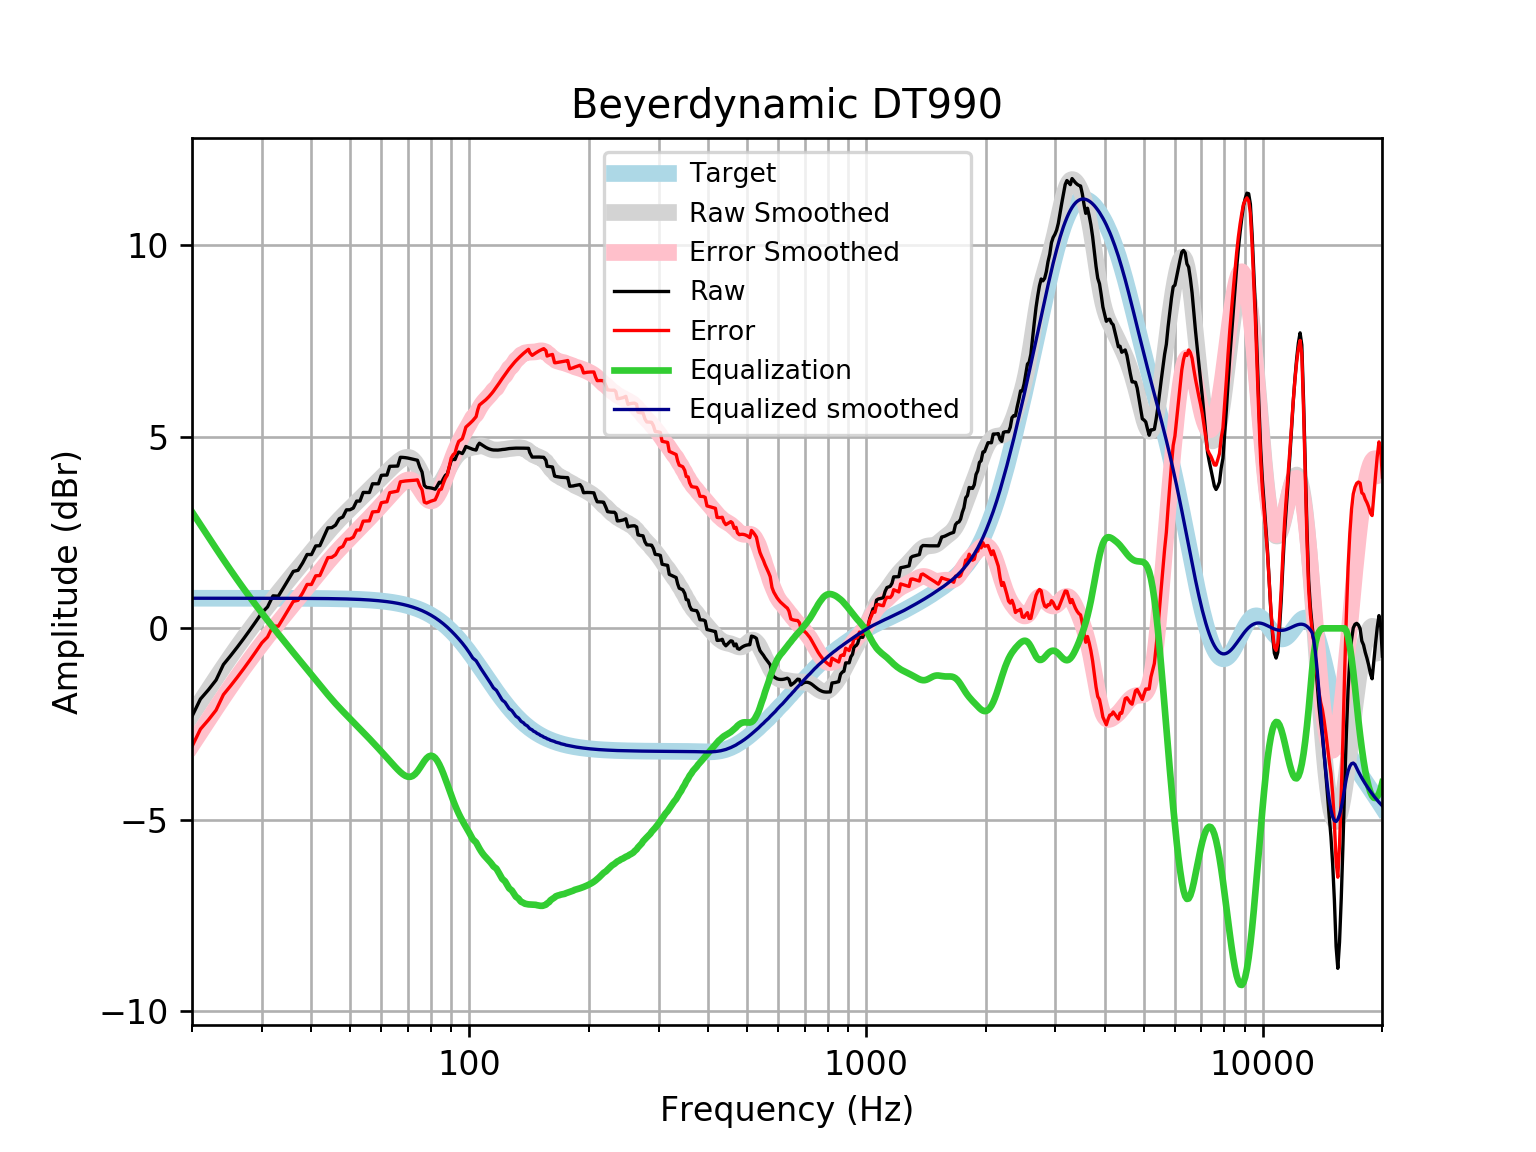 Beyerdynamic DT990
Target
Raw Smoothed
Error Smoothed
Raw
Error
Equalization
Equalized smoothed
10
5
0
−5
−10
Amplitude (dBr)
100
1000
10000
Frequency (Hz)